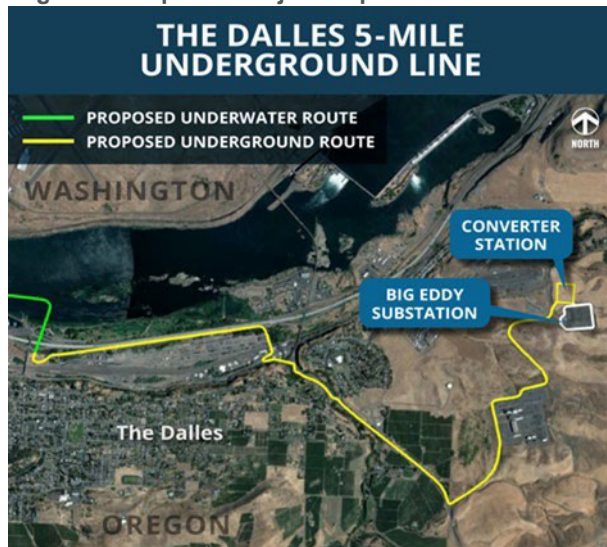 THE DALLES 5-MILE
UNDERGROUND LINE
PROPOSED UNDERWATER ROUTE
PROPOSED UNDERGROUND ROUTE
NORTH
WASHINGTON
CONVERTER
STATION
BIG EDDY
SUBSTATION
The Dalles
OREGON